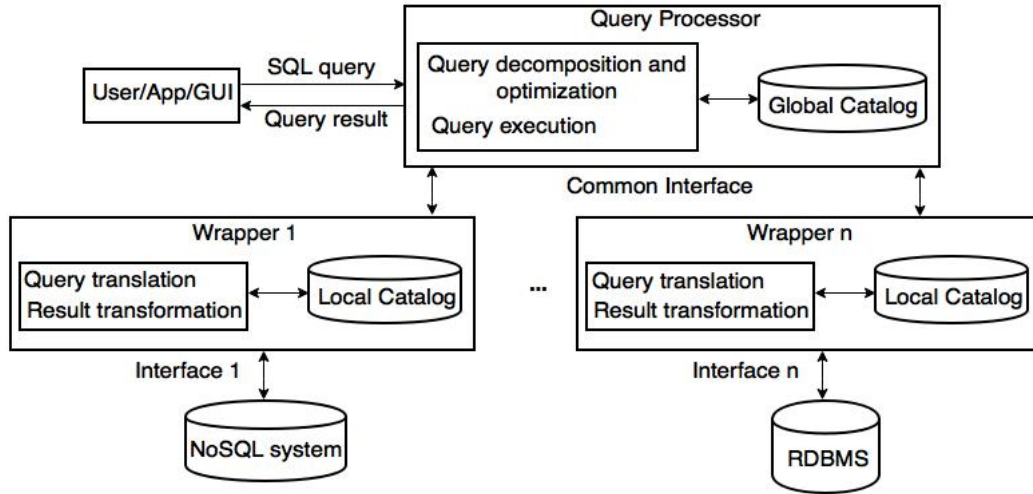 Query Processor
SQL query
User/App/GUI
Query result
Query decomposition and
optimization
Query execution
Global Catalog
Common Interface
Wrapper 1
Query translation
Result transformation
Local Catalog
...
Wrapper n
Query translation
Result transformation
Local Catalog
Interface 1
Interface n
NoSQL system
RDBMS